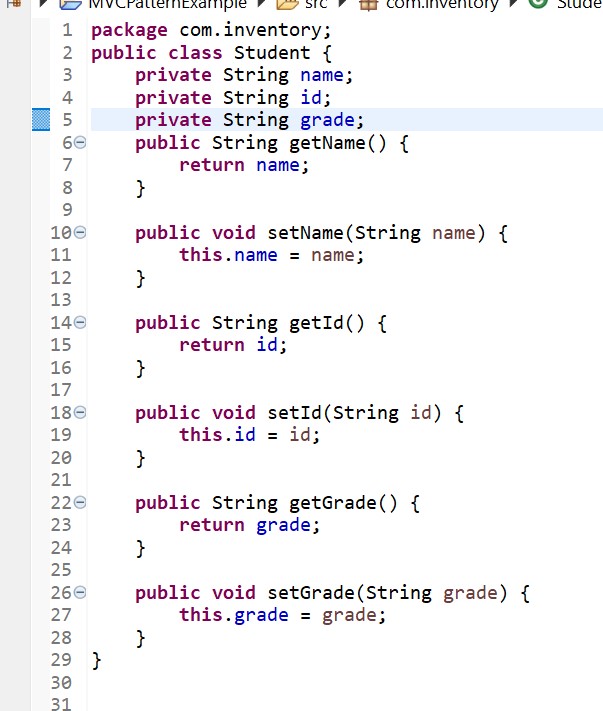 MVCPatternExample src com.inventory
1 package com.inventory;
2 public class Student {
3 private String name;
4 private String id;
5 private String grade;
6 public String getName() {
7 return name;
8 }
9
10 public void setName(String name) {
11 this.name = name;
12 }
13
14 public String getId() {
15 return id;
16 }
17
18 public void setId(String id) {
19 this.id = id;
20 }
21
22 public String getGrade() {
23 return grade;
24 }
25
26 public void setGrade(String grade) {
27 this.grade = grade;
28 }
29 }
30
31